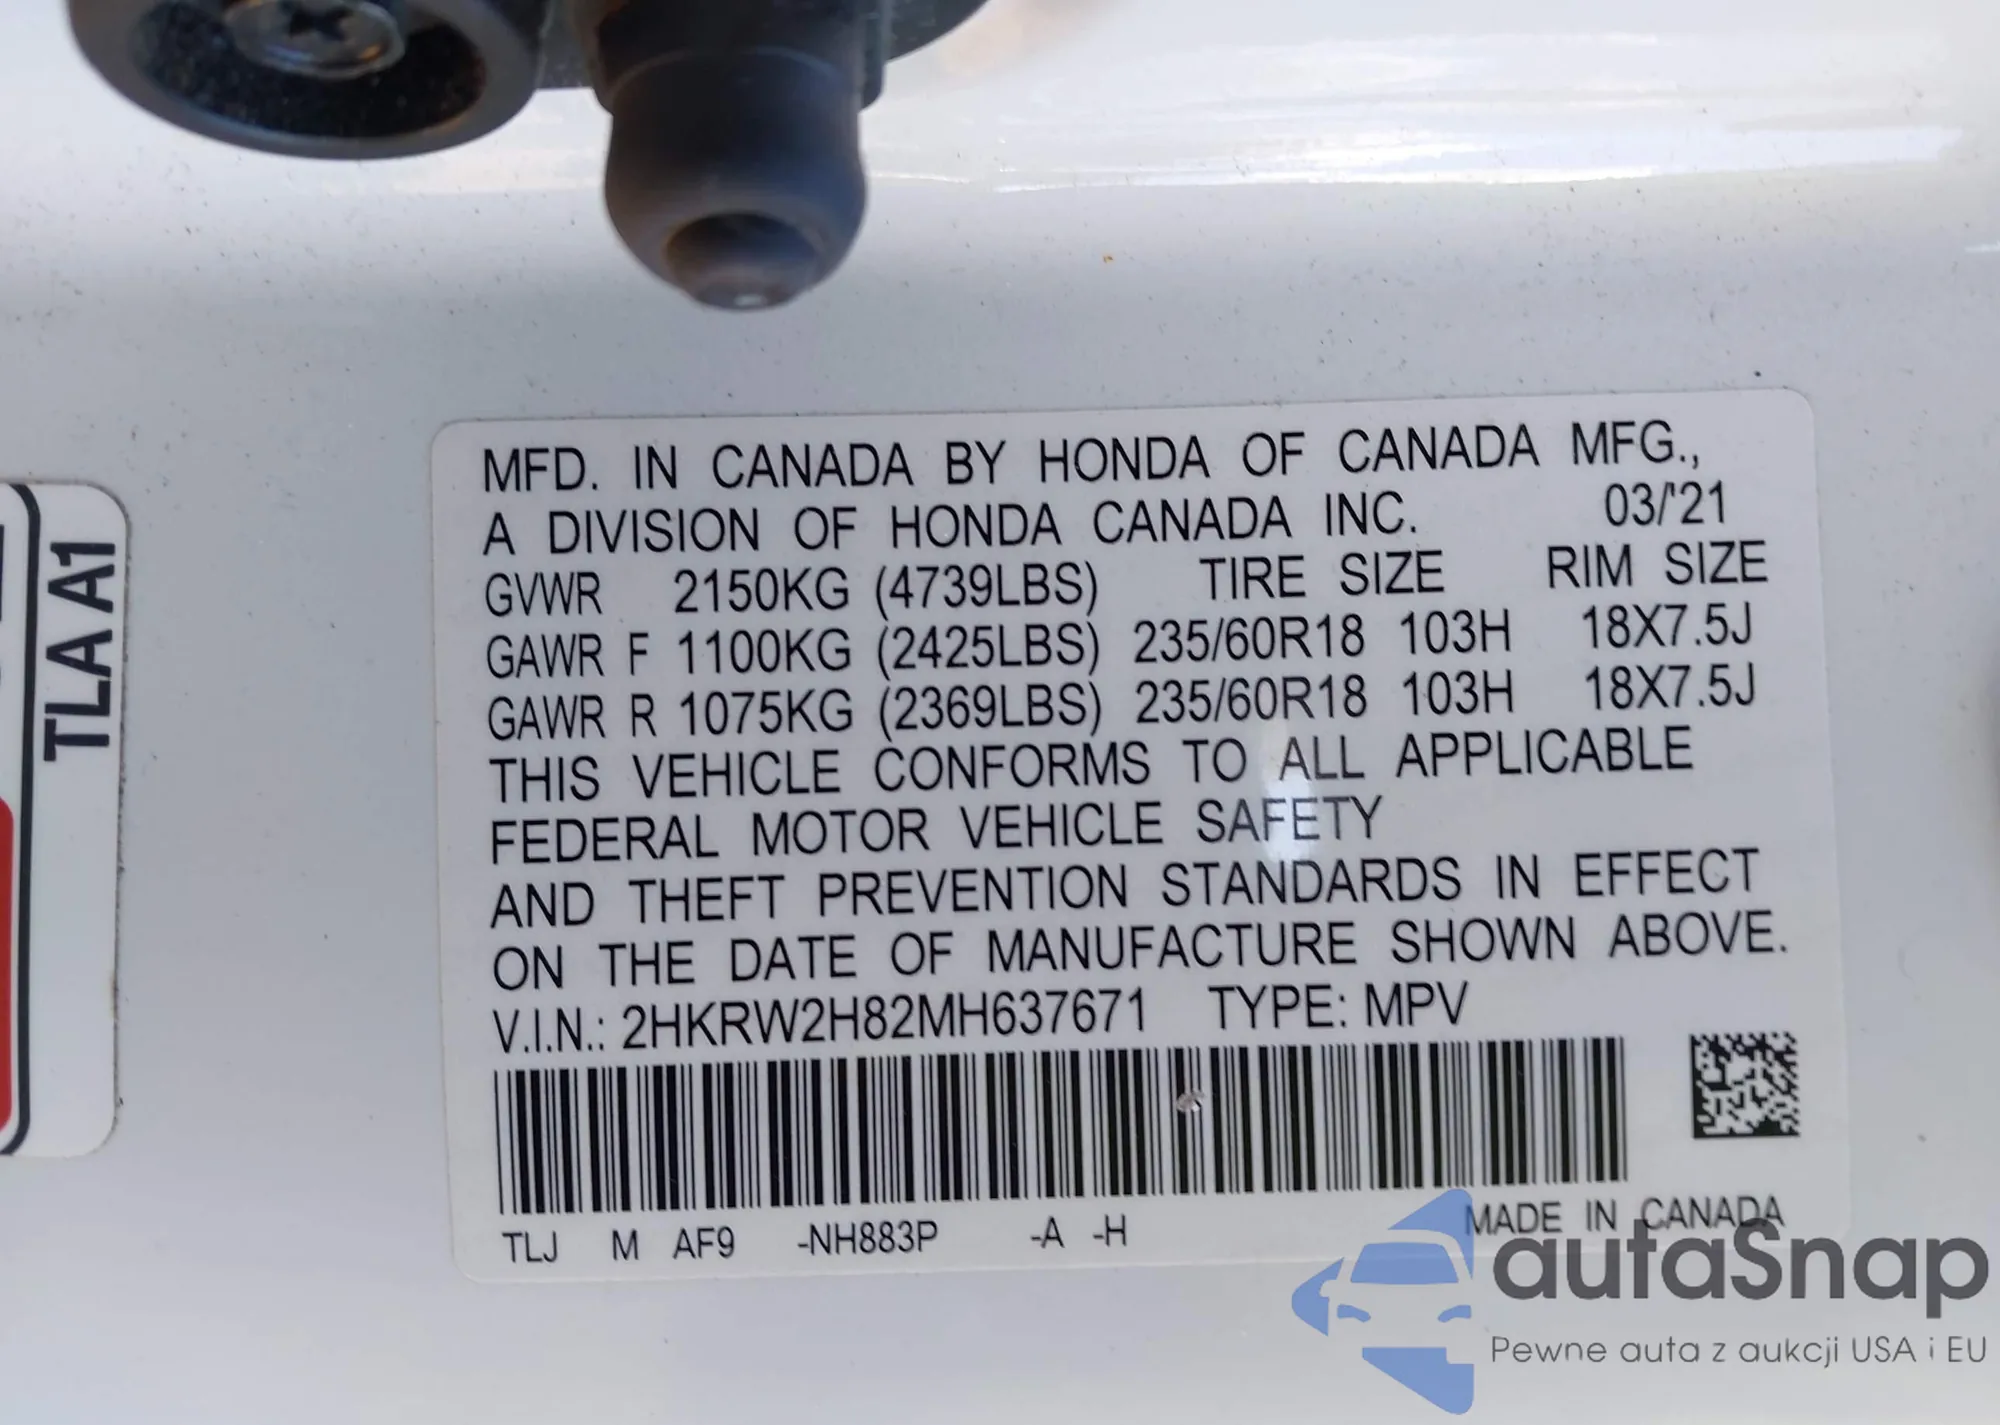 TLA A1
MFD. IN CANADA BY HONDA OF CANADA MFG.,
A DIVISION OF HONDA CANADA INC. 03/'21
GVWR 2150KG (4739LBS) TIRE SIZE RIM SIZE
GAWR F 1100KG (2425LBS) 235/60R18 103H 18X7.5J
GAWR R 1075KG (2369LBS) 235/60R18 103H 18X7.5J
THIS VEHICLE CONFORMS TO ALL APPLICABLE
FEDERAL MOTOR VEHICLE SAFETY
AND THEFT PREVENTION STANDARDS IN EFFECT
ON THE DATE OF MANUFACTURE SHOWN ABOVE.
V.I.N.: 2HKRW2H82MH637671 TYPE: MPV
TLJ M AF9 -NH883P -A -H
MADE IN CANADA
autaSnap
Pewne auta z aukcji USA i EU